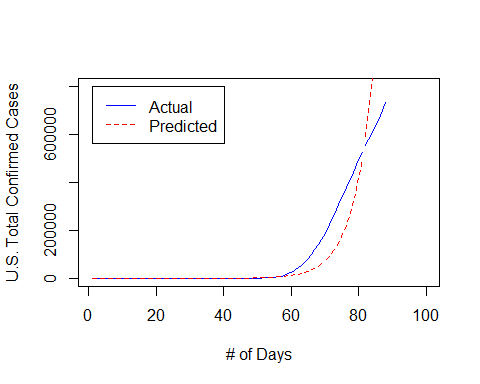 Actual
Predicted
U.S. Total Confirmed Cases
0
200000
600000
0
20
40
60
80
100
# of Days